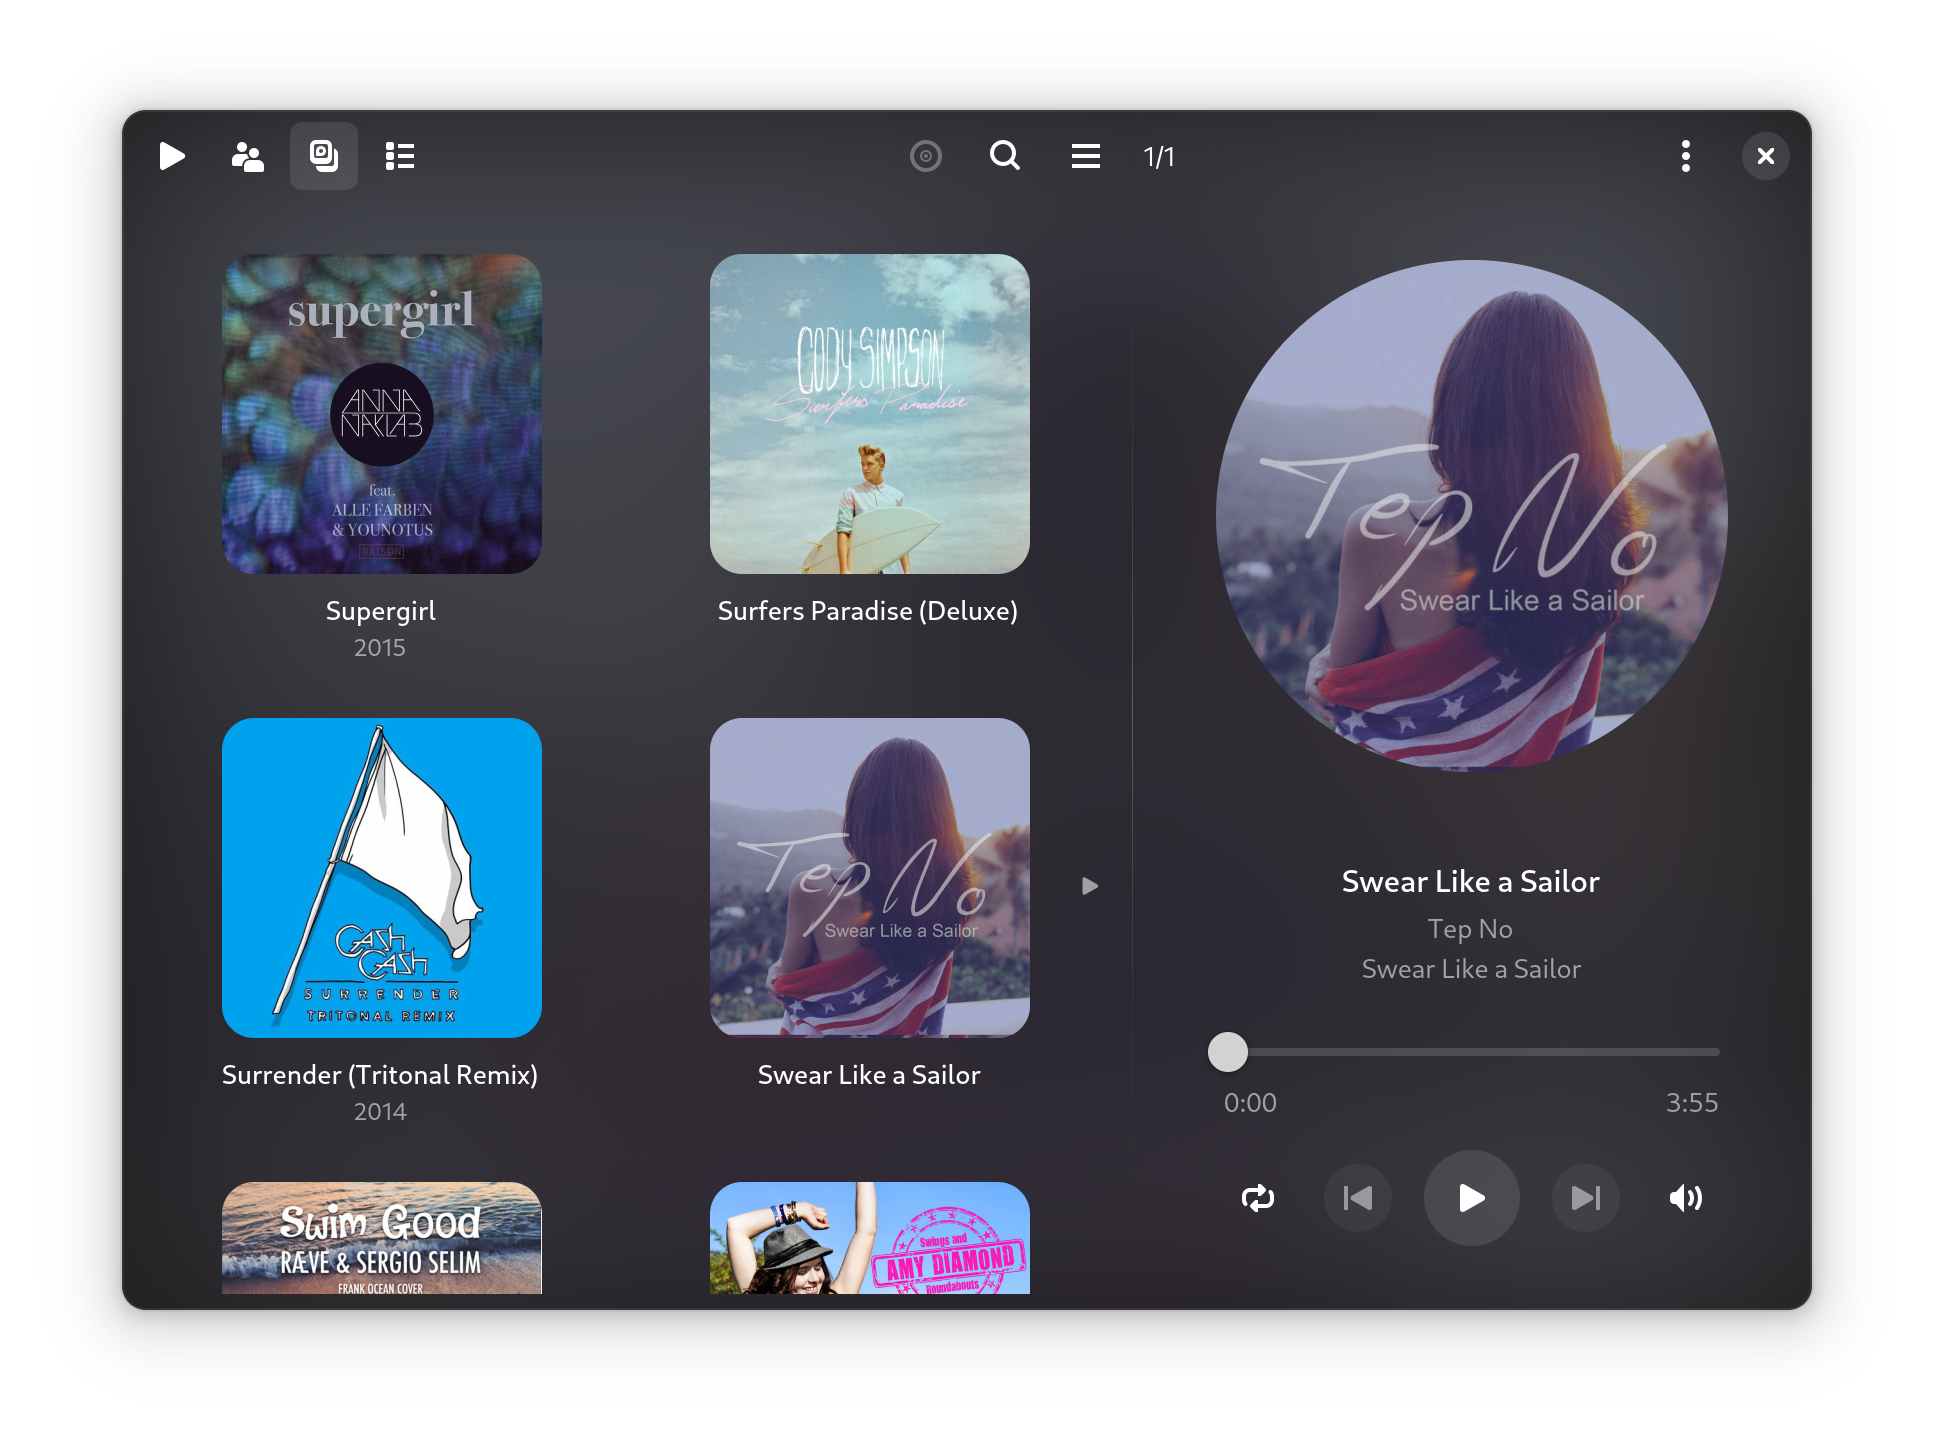 1/1
supergirl
ANNA
NAKLAB
feat.
ALLE FARBEN
& YOUNOTUS
RAISON
Supergirl
2015
CODY SIMPSON
Surfers Paradise
Surfers Paradise (Deluxe)
CASH
CASH
SURRENDER
TRITONAL REMIX
Surrender (Tritonal Remix)
2014
Tep No
Swear Like a Sailor
Swear Like a Sailor
Swim Good
RÆVE & SERGIO SELIM
FRANK OCEAN COVER
Swings and
AMY DIAMOND
Roundabouts
Tep No
Swear Like a Sailor
Swear Like a Sailor
Tep No
Swear Like a Sailor
0:00
3:55